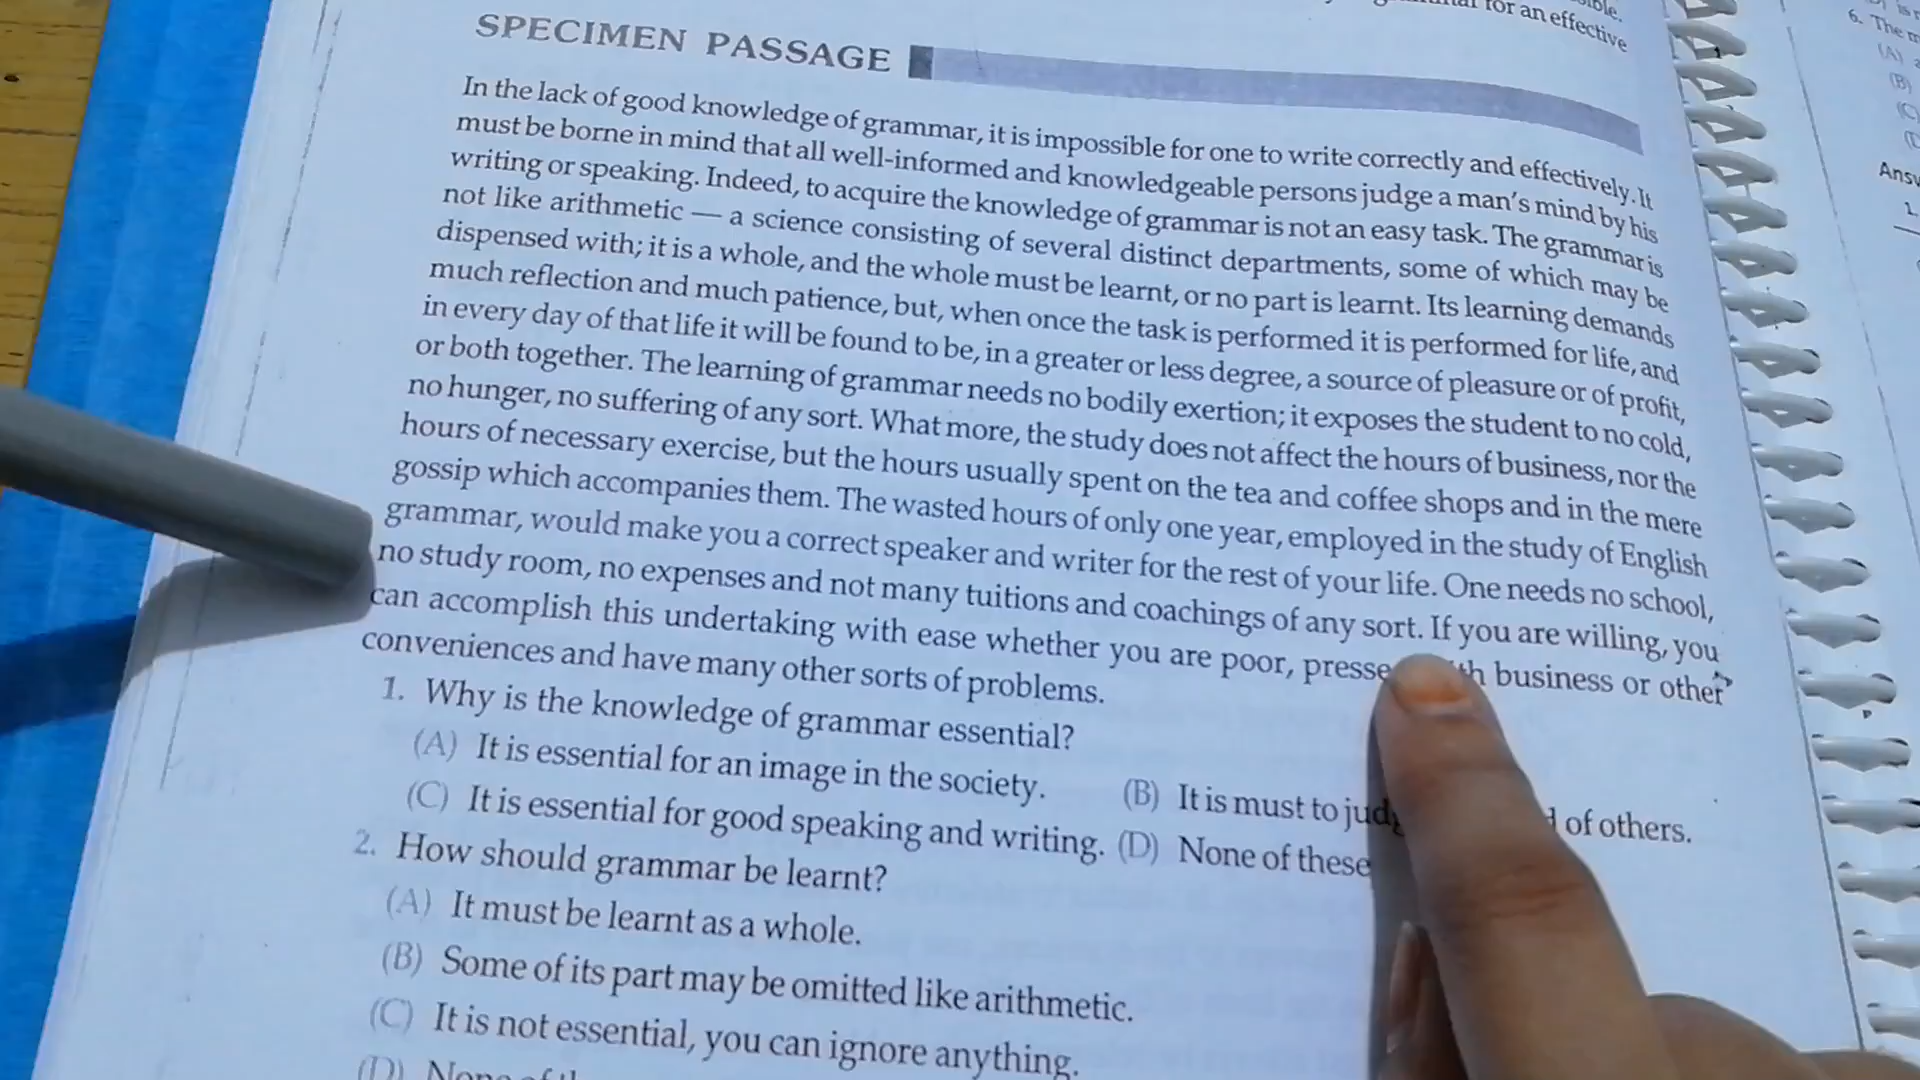 for an effective
SPECIMEN PASSAGE
In the lack of good knowledge of grammar, it is impossible for one to write correctly and effectively. It
must be borne in mind that all well-informed and knowledgeable persons judge a man's mind by his
writing or speaking. Indeed, to acquire the knowledge of grammar is not an easy task. The grammar is
not like arithmetic — a science consisting of several distinct departments, some of which may be
dispensed with; it is a whole, and the whole must be learnt, or no part is learnt. Its learning demands
much reflection and much patience, but, when once the task is performed it is performed for life, and
in every day of that life it will be found to be, in a greater or less degree, a source of pleasure or of profit,
or both together. The learning of grammar needs no bodily exertion; it exposes the student to no cold,
no hunger, no suffering of any sort. What more, the study does not affect the hours of business, nor the
hours of necessary exercise, but the hours usually spent on the tea and coffee shops and in the mere
gossip which accompanies them. The wasted hours of only one year, employed in the study of English
grammar, would make you a correct speaker and writer for the rest of your life. One needs no school,
no study room, no expenses and not many tuitions and coachings of any sort. If you are willing, you
can accomplish this undertaking with ease whether you are poor, business or other
conveniences and have many other sorts of problems.
1. Why is the knowledge of grammar essential?
(A) It is essential for an image in the society. (B) It is must to of others.
(C) It is essential for good speaking and writing. (D) None of these
2. How should grammar be learnt?
(A) It must be learnt as a whole.
(B) Some of its part may be omitted like arithmetic.
(C) It is not essential, you can ignore anything.
(D) None
6. The
(A)
(B)
(C)
1.